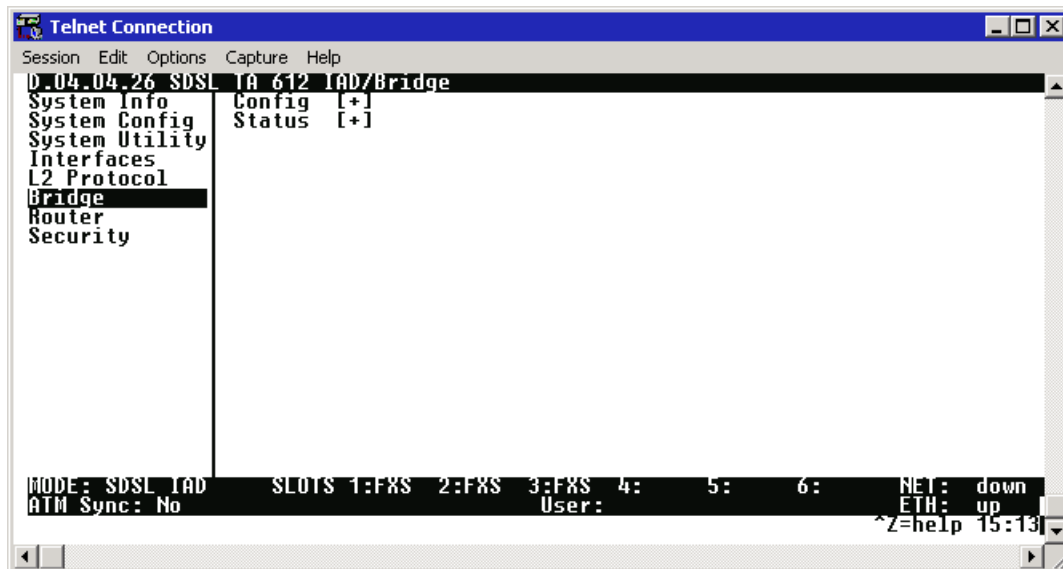 Telnet Connection
Session Edit Options Capture Help
D.04.04.26 SDSL TA 612 IAD/Bridge
System Info Config [+]
System Config Status [+]
System Utility
Interfaces
L2 Protocol
Bridge
Router
Security
MODE: SDSL IAD SLOTS 1:FXS 2:FXS 3:FXS 4: 5: 6: NET: down
ATM Sync: No User: ETH: up
^Z=help 15:13